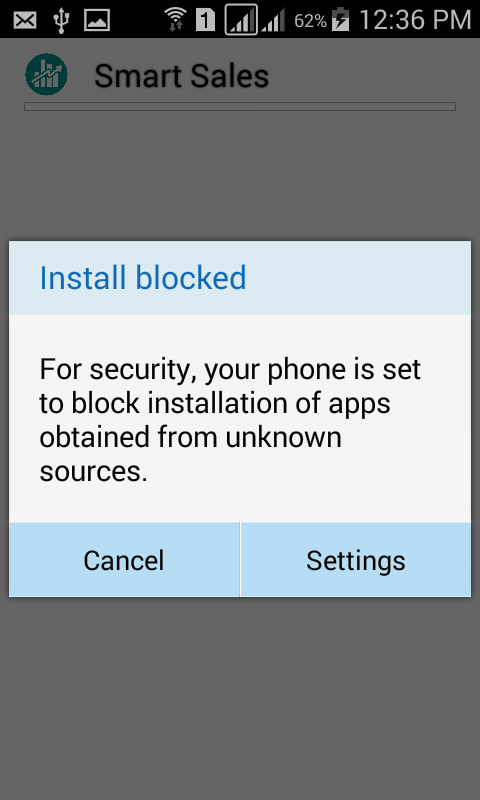 1 62% 12:36 PM
Smart Sales
Install blocked
For security, your phone is set
to block installation of apps
obtained from unknown
sources.
Cancel Settings